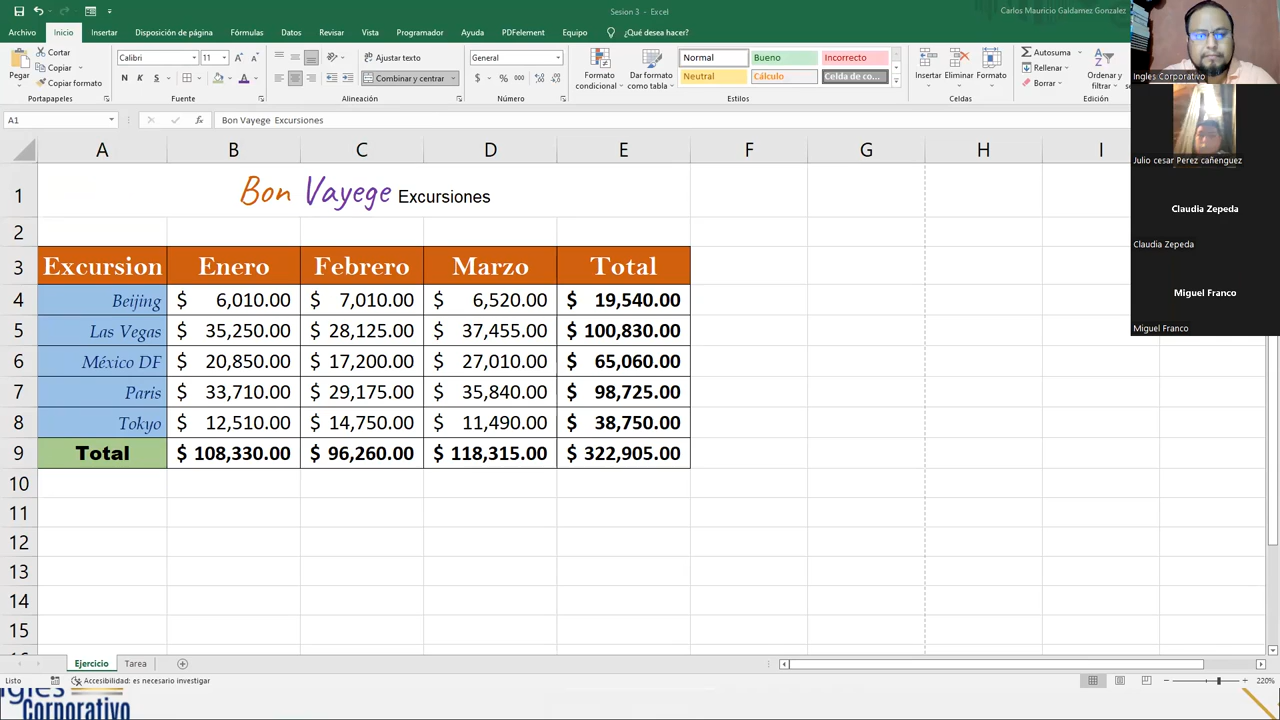 Sesion 3 - Excel
Carlos Mauricio Galdamez Gonzalez
Archivo Inicio Insertar Disposición de página Fórmulas Datos Revisar Vista Programador Ayuda PDFelement Equipo ¿Qué desea hacer?
Pegar
Cortar
Copiar
Copiar formato
Portapapeles
Calibri 11
N K S
Fuente
Ajustar texto
Combinar y centrar
Alineación
General
$ % 000
Número
Formato condicional
Dar formato como tabla
Normal Bueno Incorrecto
Neutral Cálculo Celda de co...
Estilos
Insertar Eliminar Formato
Celdas
Autosuma
Rellenar
Borrar
Ordenar y filtrar
Edición
A1 fx Bon Vayege Excursiones
A B C D E F G H I
1 Bon Vayege Excursiones
2
3 Excursion Enero Febrero Marzo Total
4 Beijing $ 6,010.00 $ 7,010.00 $ 6,520.00 $ 19,540.00
5 Las Vegas $ 35,250.00 $ 28,125.00 $ 37,455.00 $ 100,830.00
6 México DF $ 20,850.00 $ 17,200.00 $ 27,010.00 $ 65,060.00
7 Paris $ 33,710.00 $ 29,175.00 $ 35,840.00 $ 98,725.00
8 Tokyo $ 12,510.00 $ 14,750.00 $ 11,490.00 $ 38,750.00
9 Total $ 108,330.00 $ 96,260.00 $ 118,315.00 $ 322,905.00
10
11
12
13
14
15
Ingles Corporativo
Julio cesar Perez cañenguez
Claudia Zepeda
Claudia Zepeda
Miguel Franco
Miguel Franco
Ejercicio Tarea
Listo Accesibilidad: es necesario investigar 220%
Corporativo